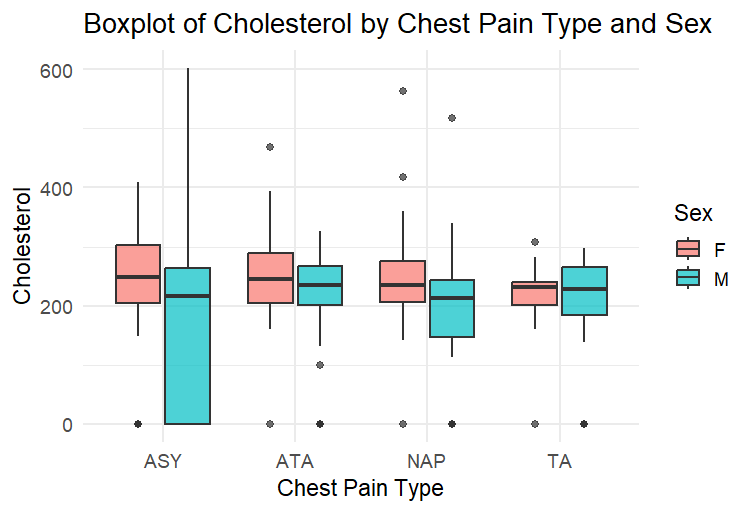 Boxplot of Cholesterol by Chest Pain Type and Sex
600
400
200
0
Cholesterol
ASY ATA NAP TA
Chest Pain Type
Sex
F
M